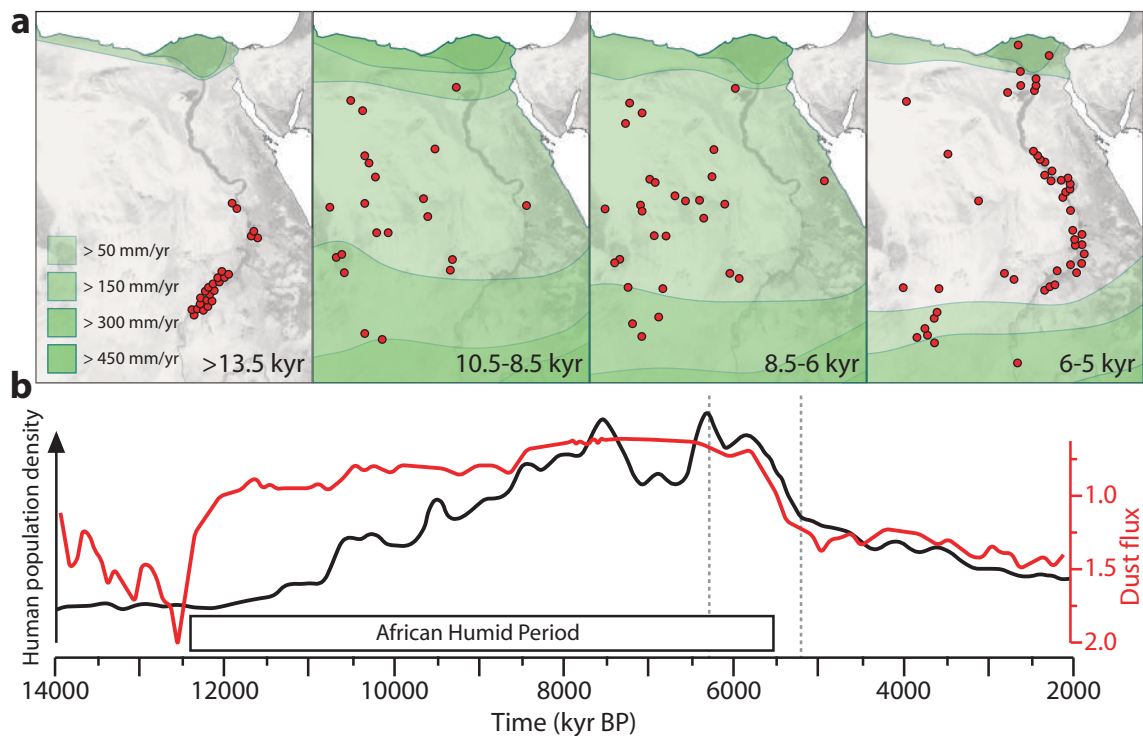 a
> 50 mm/yr
> 150 mm/yr
> 300 mm/yr
> 450 mm/yr
>13.5 kyr
10.5-8.5 kyr
8.5-6 kyr
6-5 kyr
b
Human population density
African Humid Period
1.0
1.5
2.0
Dust flux
14000 12000 10000 8000 6000 4000 2000
Time (kyr BP)